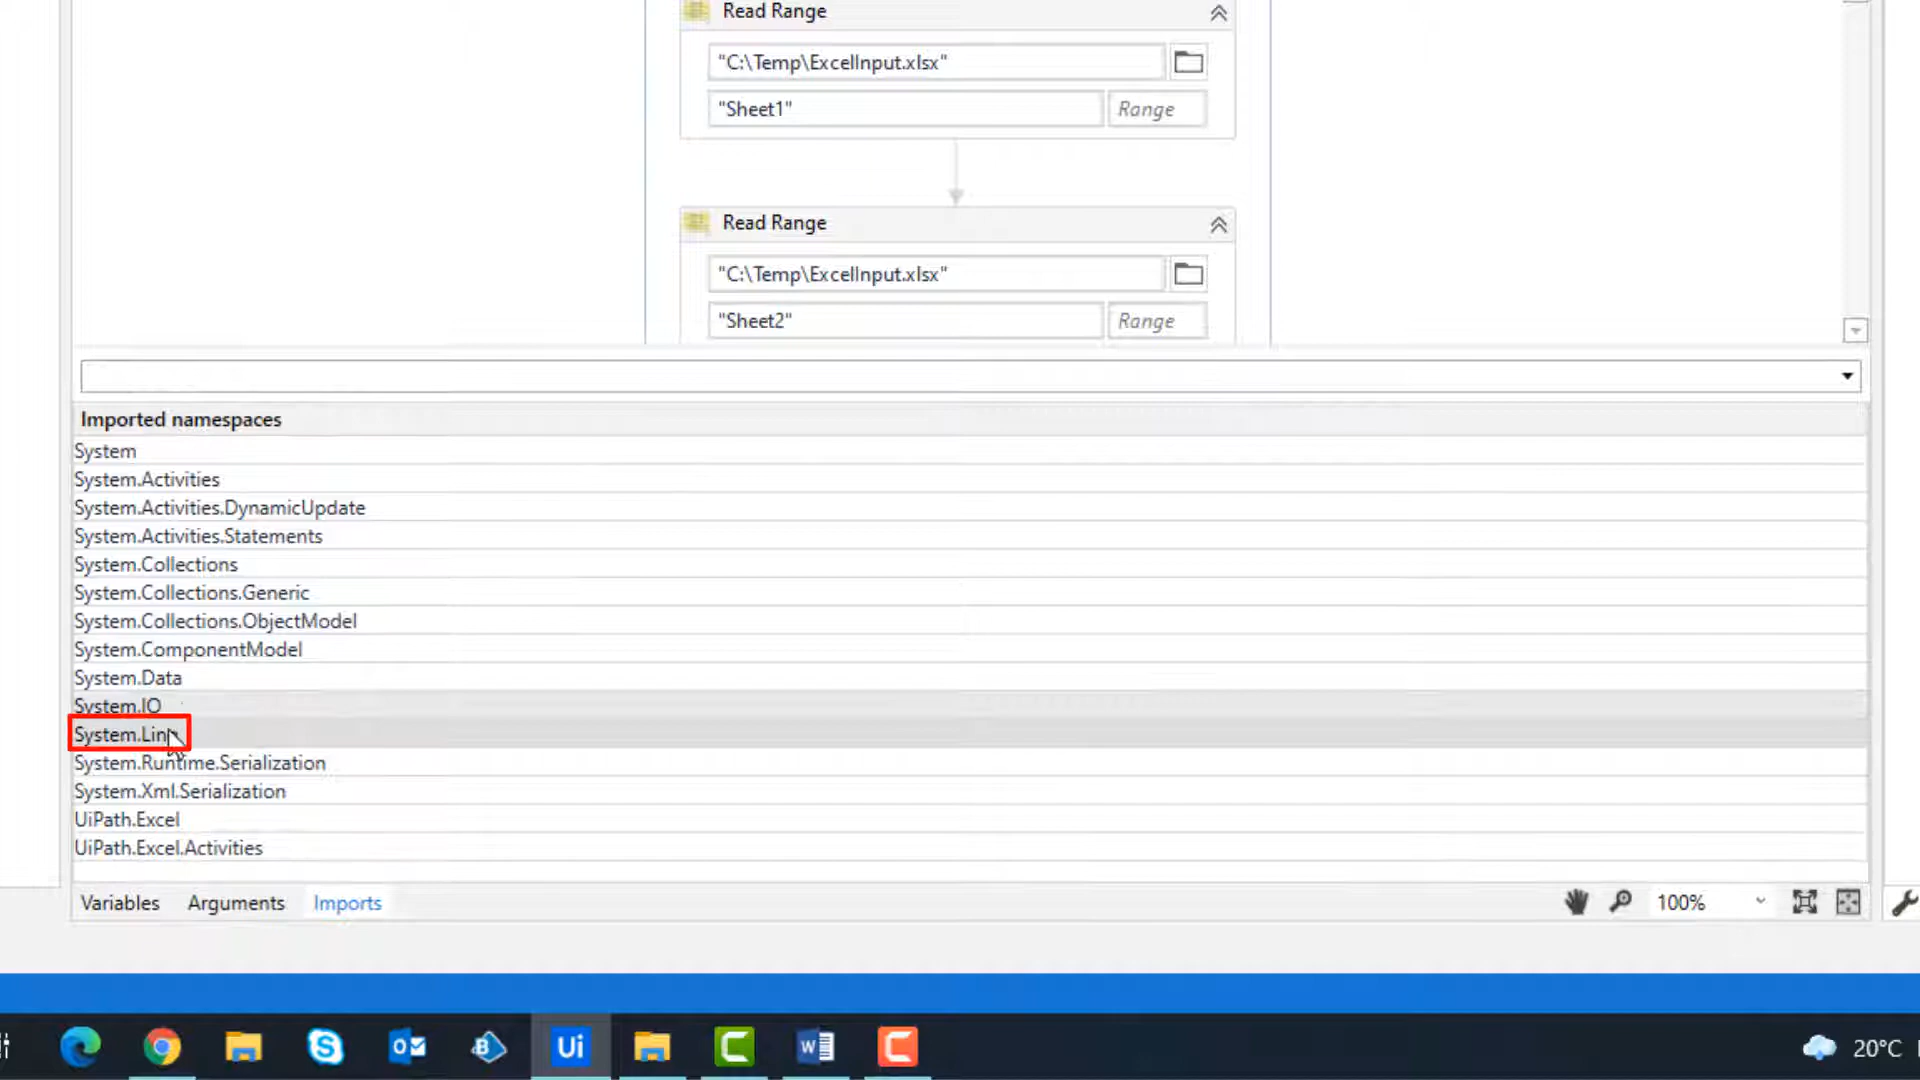 Read Range
"C:\Temp\ExcelInput.xlsx"
"Sheet1" Range
Read Range
"C:\Temp\ExcelInput.xlsx"
"Sheet2" Range
Imported namespaces
System
System.Activities
System.Activities.DynamicUpdate
System.Activities.Statements
System.Collections
System.Collections.Generic
System.Collections.ObjectModel
System.ComponentModel
System.Data
System.IO
System.Linq
System.Runtime.Serialization
System.Xml.Serialization
UiPath.Excel
UiPath.Excel.Activities
Variables Arguments Imports 100%
Ui
20°C